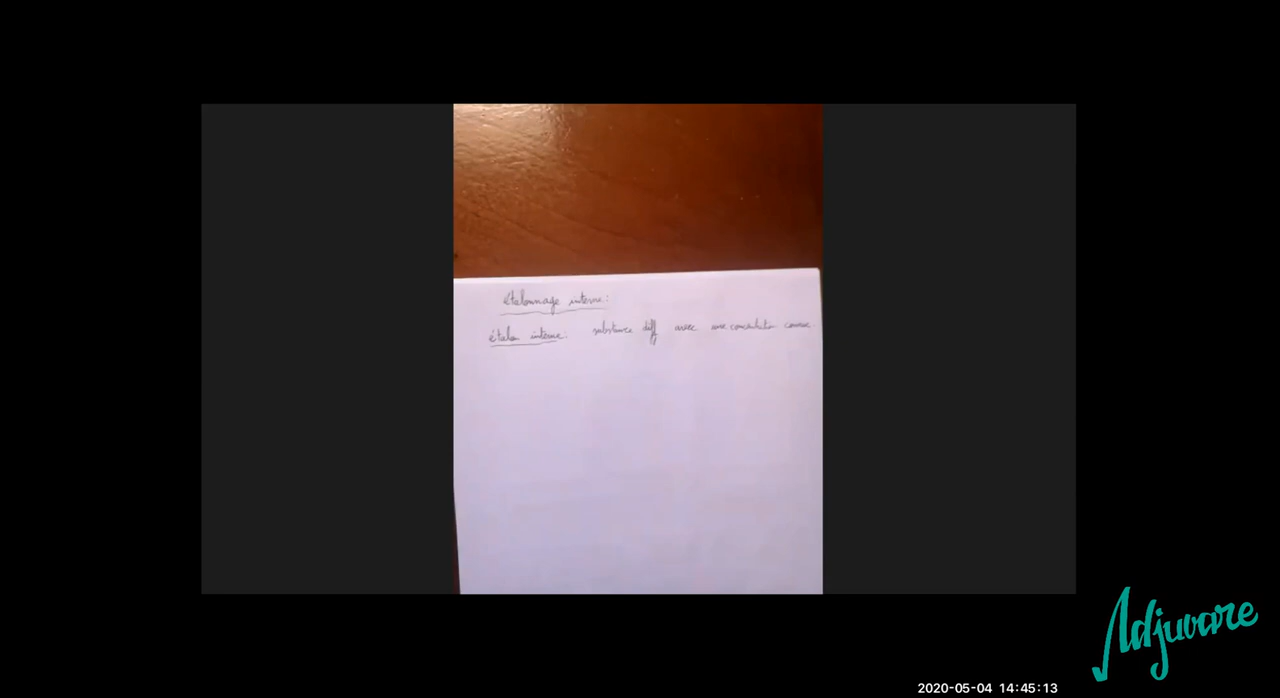 étalonnage interne:
étalon interne: substance diff avec une concentration connue
Adjuvare
2020-05-04 14:45:13